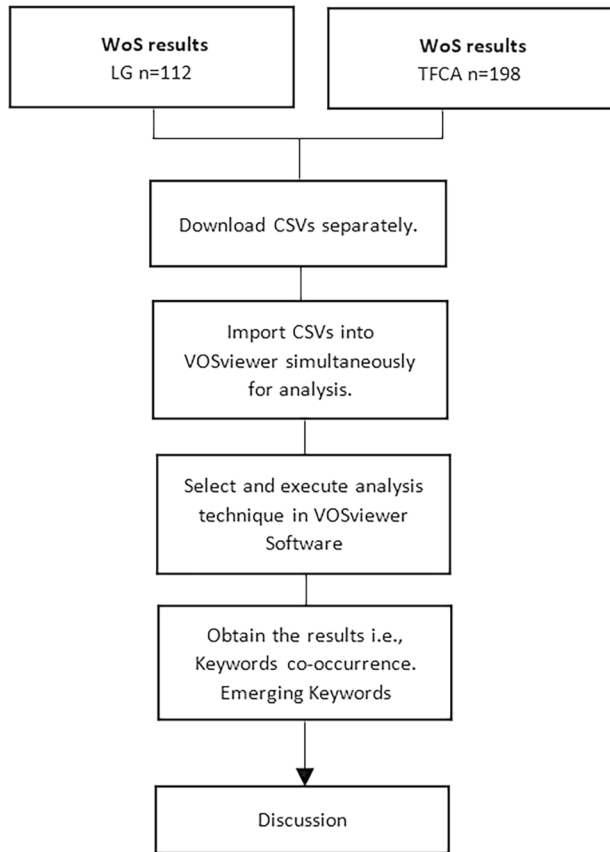 WoS results
LG n=112
WoS results
TFCA n=198
Download CSVs separately.
Import CSVs into
VOSviewer simultaneously
for analysis.
Select and execute analysis
technique in VOSviewer
Software
Obtain the results i.e.,
Keywords co-occurrence.
Emerging Keywords
Discussion